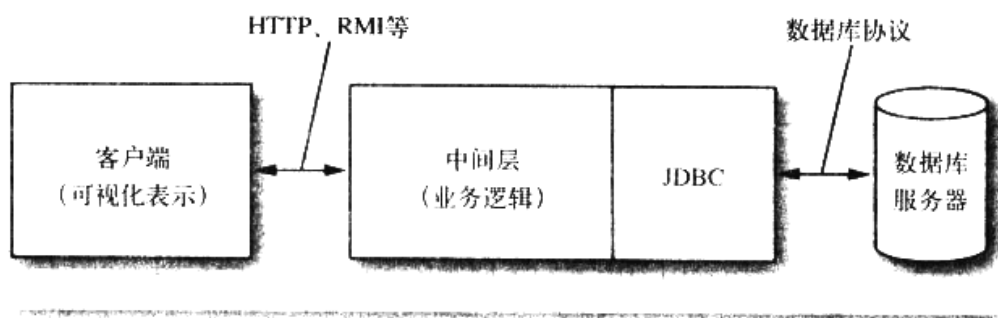 HTTP、RMI等
数据库协议
客户端
(可视化表示)
中间层
(业务逻辑)
JDBC
数据库
服务器